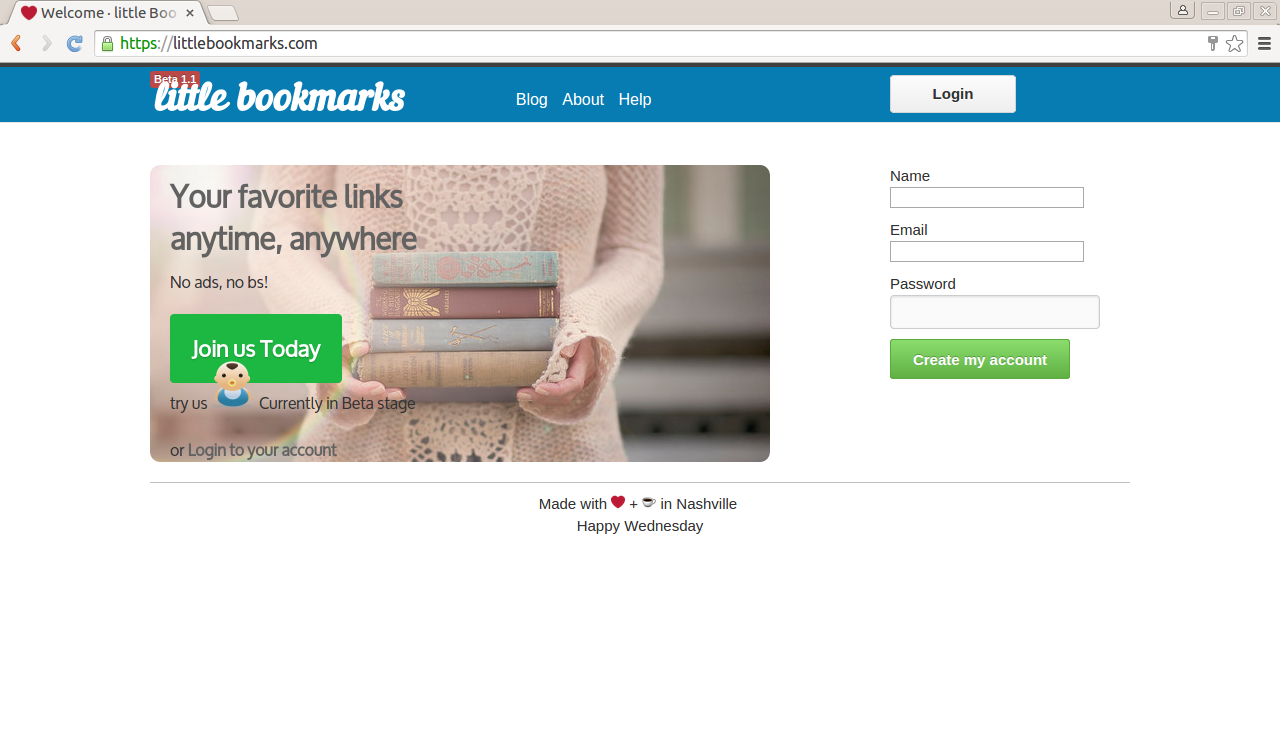 Welcome · little Boo
https://littlebookmarks.com
Beta 1.1
little bookmarks
Blog About Help
Login
Your favorite links
anytime, anywhere
No ads, no bs!
Join us Today
try us Currently in Beta stage
or Login to your account
Name
Email
Password
Create my account
Made with + in Nashville
Happy Wednesday